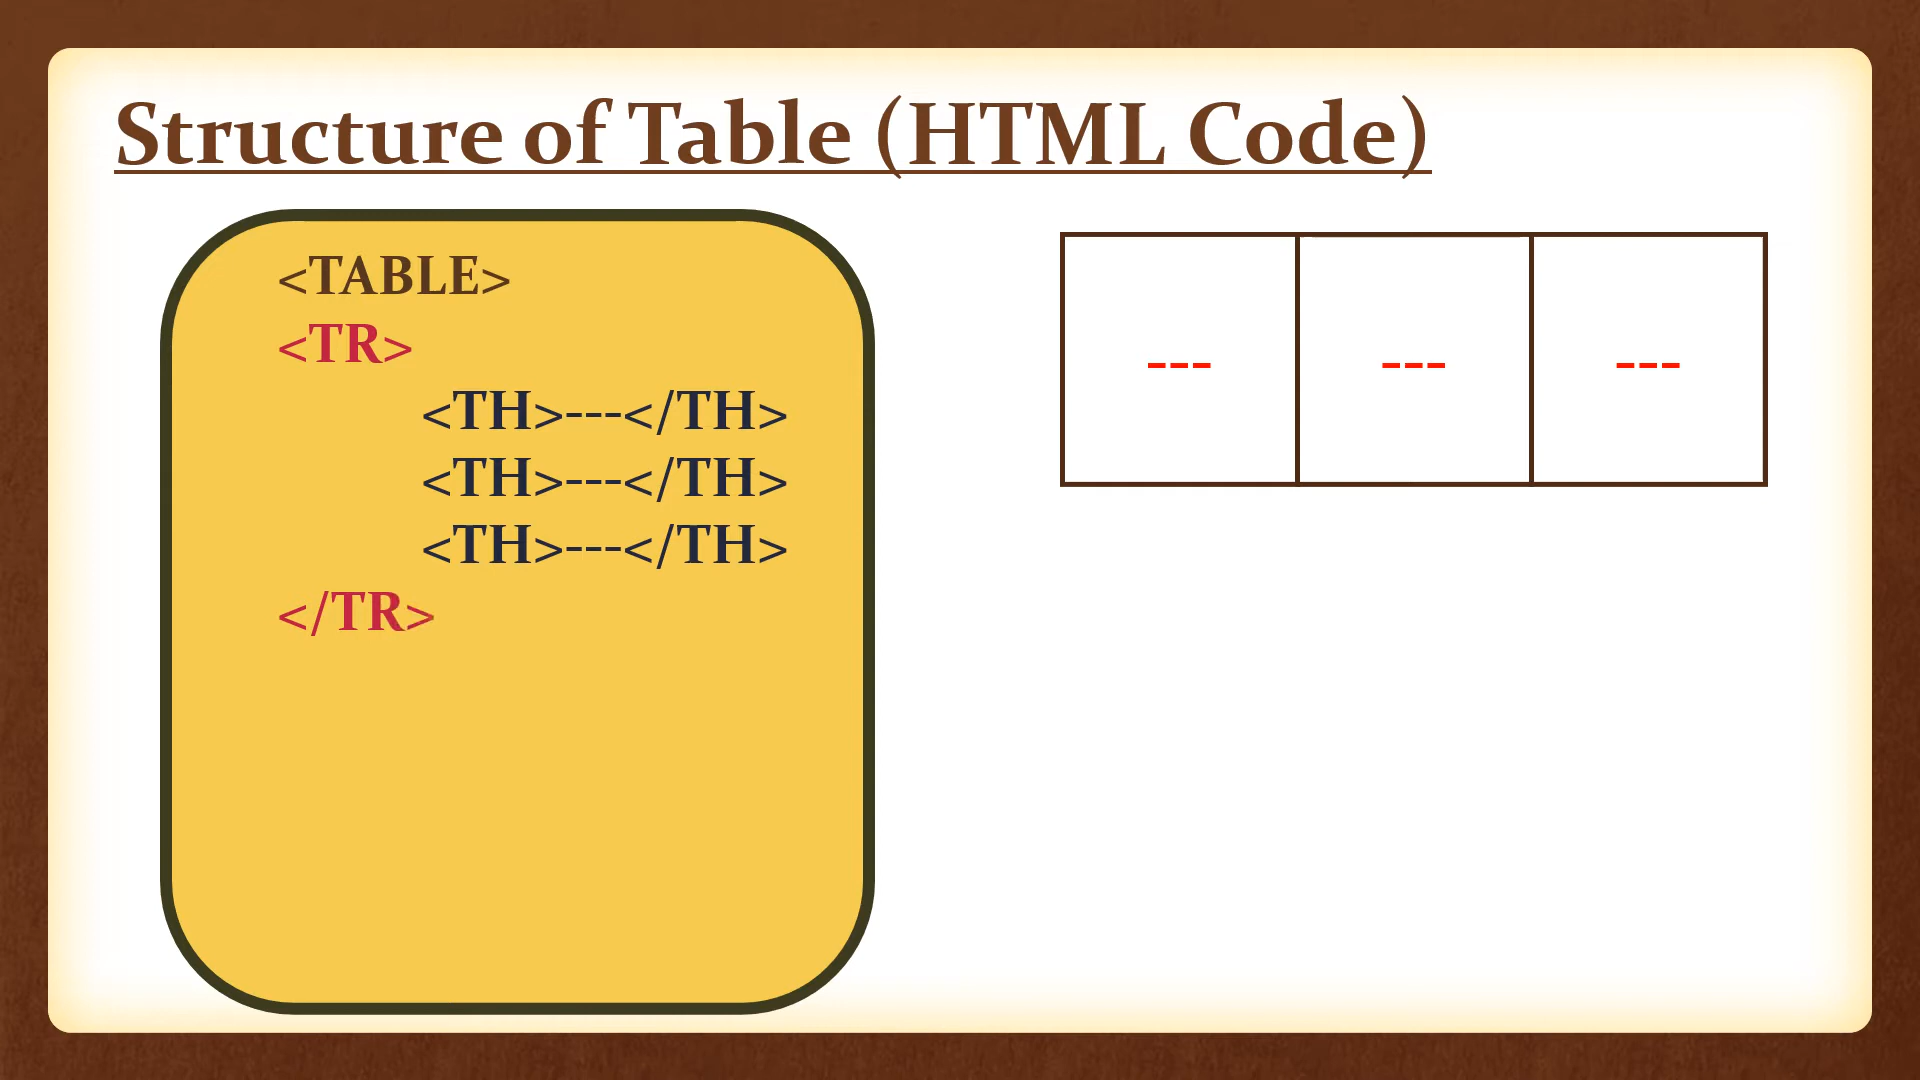 Structure of Table (HTML Code)
<TABLE>
<TR>
<TH>---</TH>
<TH>---</TH>
<TH>---</TH>
</TR>
--- --- ---